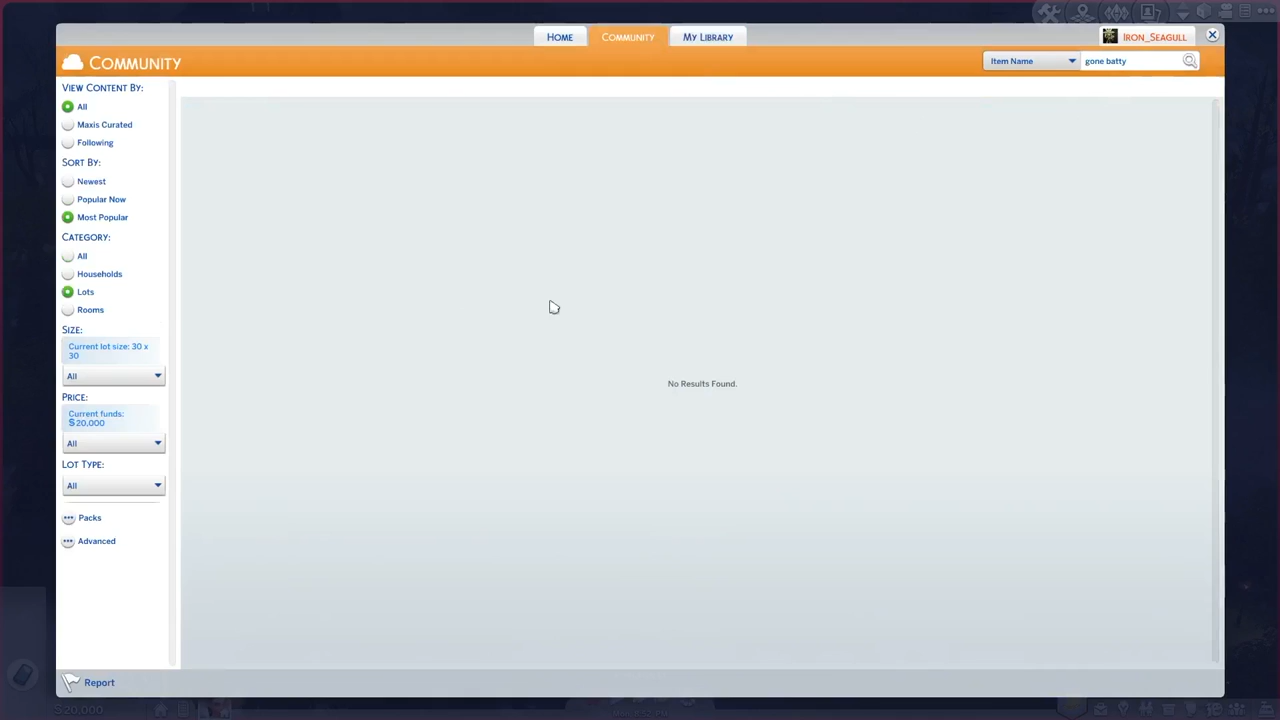 HOME
COMMUNITY
MY LIBRARY
IRON_SEAGULL
COMMUNITY
Item Name
gone batty
VIEW CONTENT BY:
All
Maxis Curated
Following
SORT BY:
Newest
Popular Now
Most Popular
CATEGORY:
All
Households
Lots
Rooms
SIZE:
Current lot size: 30 x
30
All
PRICE:
Current funds:
§20,000
All
LOT TYPE:
All
Packs
Advanced
No Results Found.
Report
§20,000